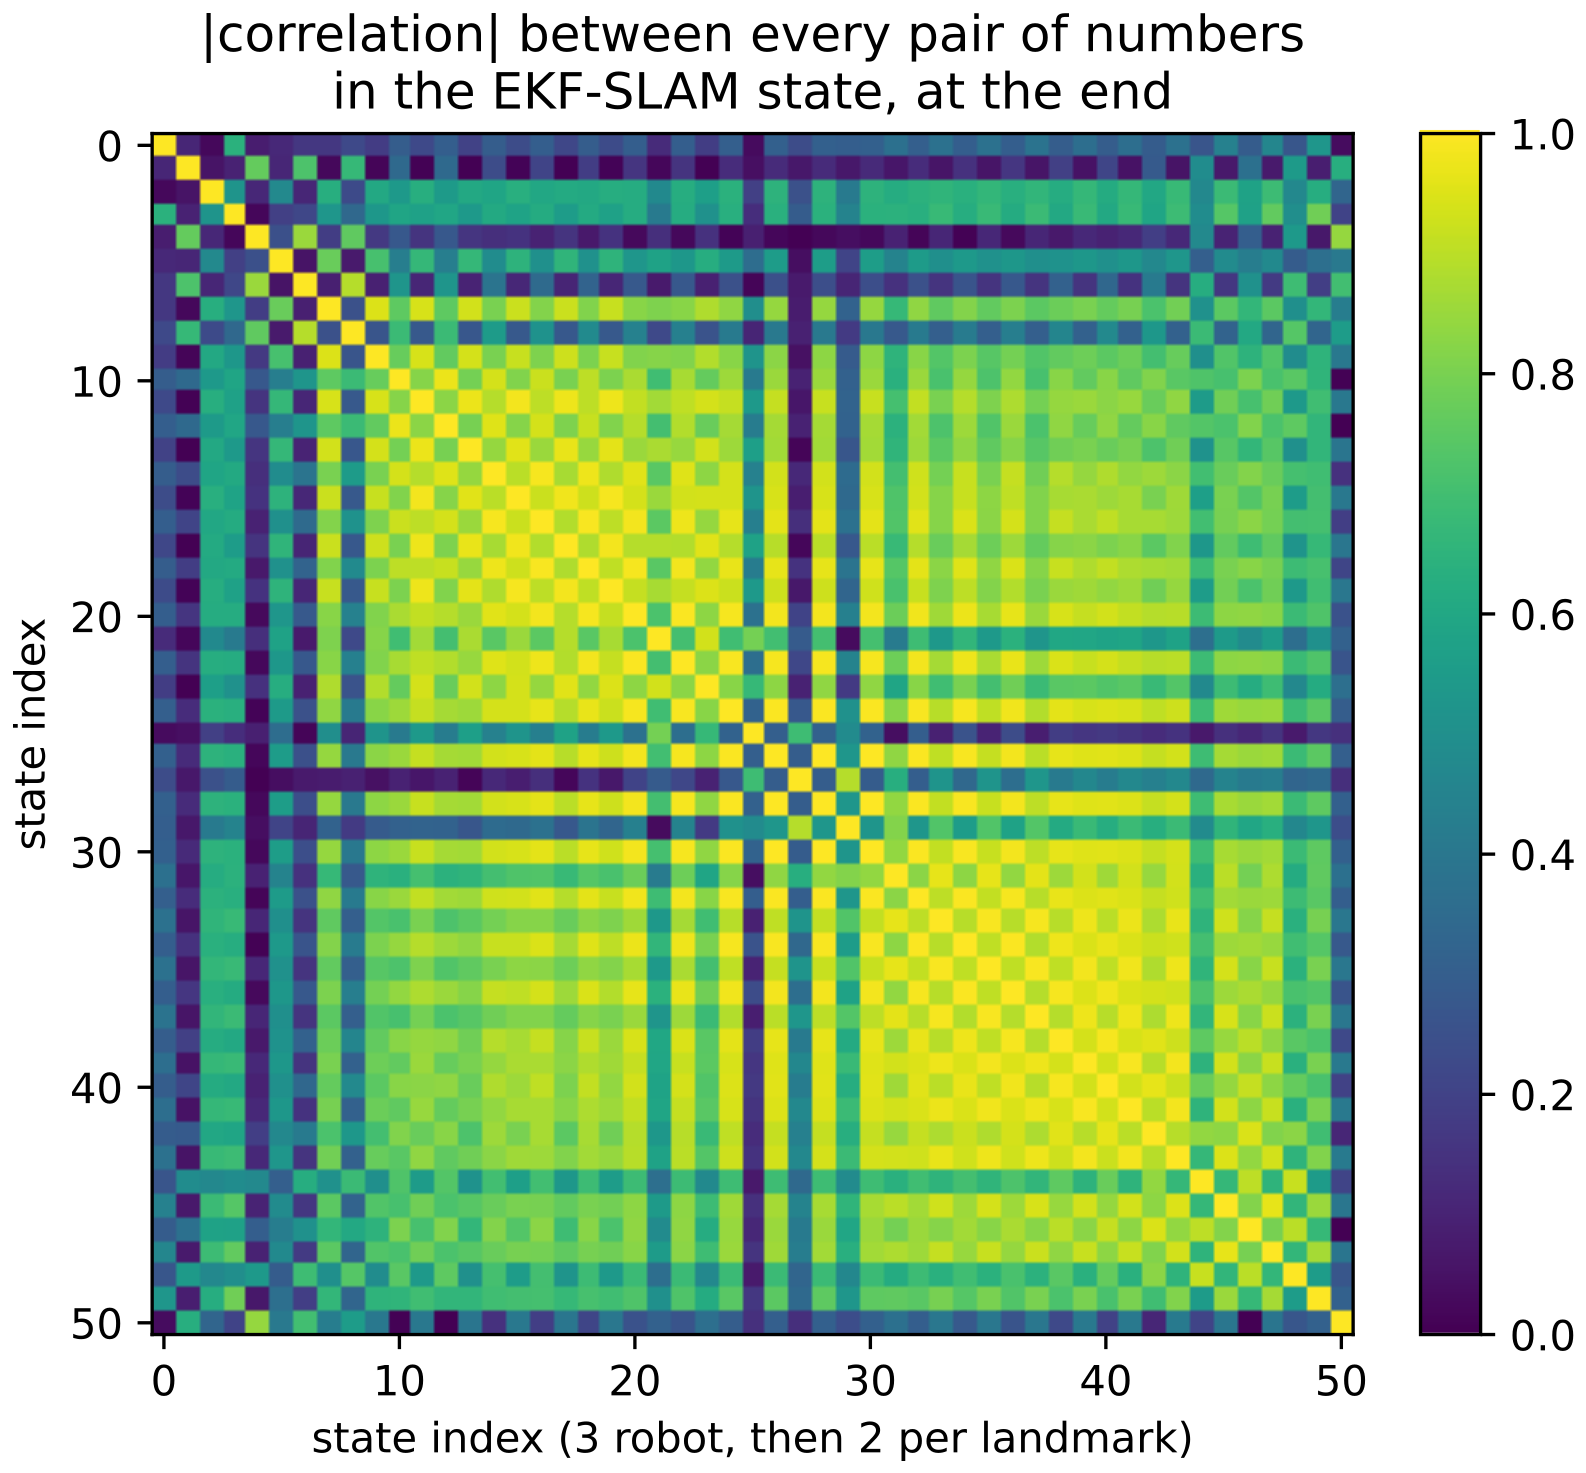 |correlation| between every pair of numbers
in the EKF-SLAM state, at the end
0
10
20
30
40
50
state index
0 10 20 30 40 50
state index (3 robot, then 2 per landmark)
1.0
0.8
0.6
0.4
0.2
0.0